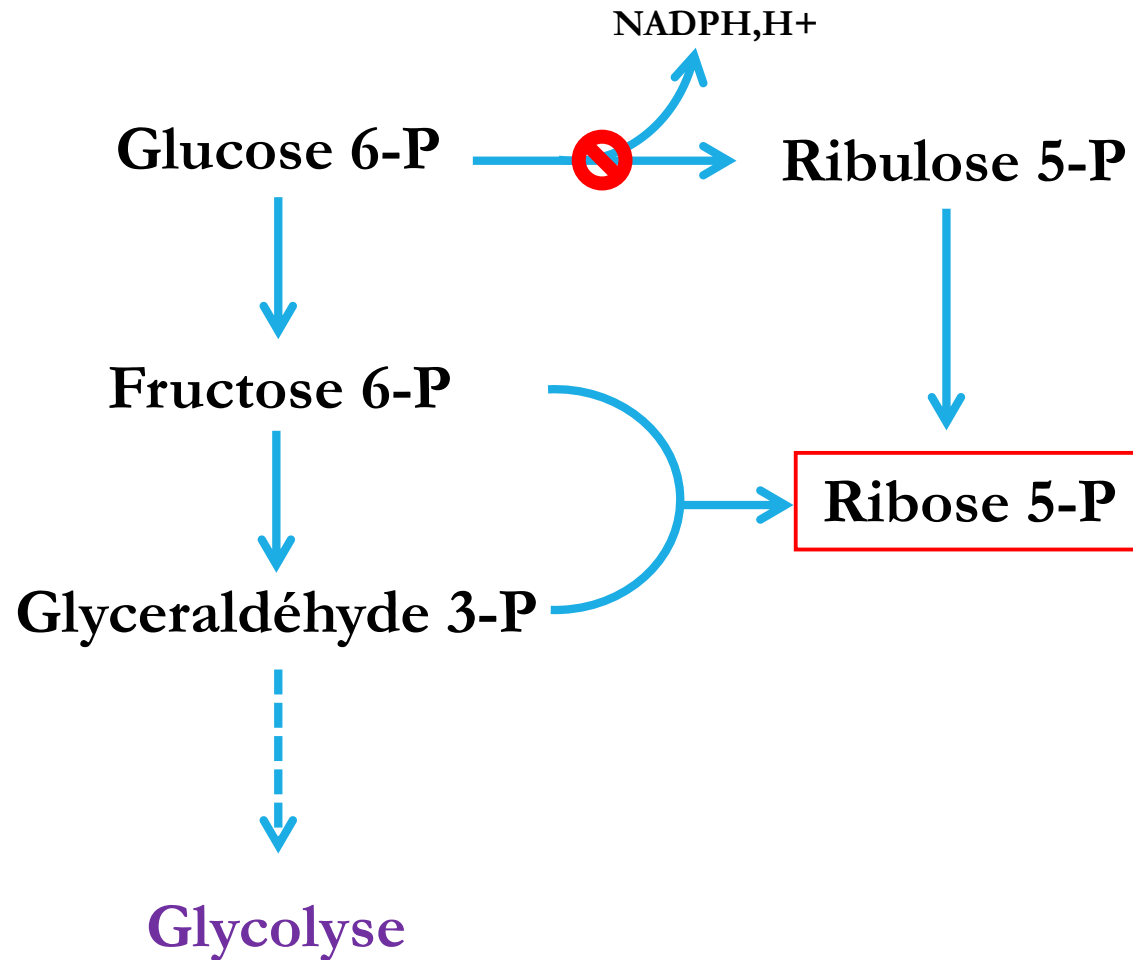 NADPH,H+
Glucose 6-P
Ribulose 5-P
Fructose 6-P
Ribose 5-P
Glyceraldéhyde 3-P
Glycolyse